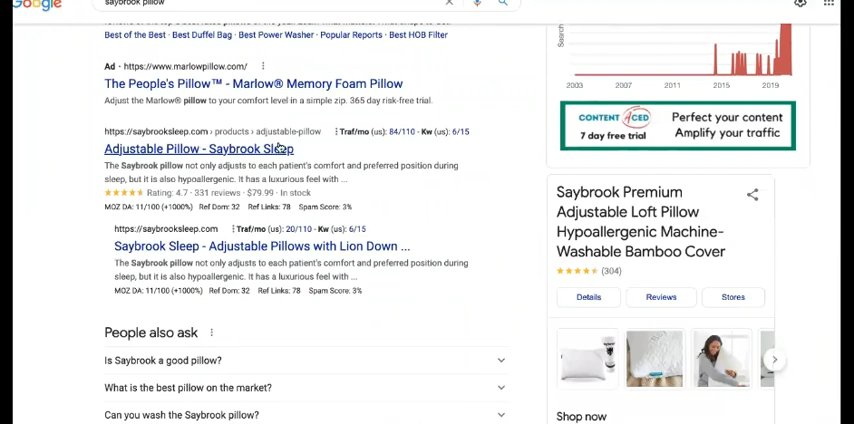 Google
saybrook pillow
Best of the Best · Best Duffel Bag · Best Power Washer · Popular Reports · Best HOB Filter
Ad · https://www.marlowpillow.com/
The People's Pillow™ - Marlow® Memory Foam Pillow
Adjust the Marlow® pillow to your comfort level in a simple zip. 365 day risk-free trial.
https://saybrooksleep.com › products › adjustable-pillow Traf/mo (us): 84/110 · Kw (us): 6/15
Adjustable Pillow - Saybrook Sleep
The Saybrook pillow not only adjusts to each patient's comfort and preferred position during
sleep, but it is also hypoallergenic. It has a luxurious feel with ...
Rating: 4.7 · 331 reviews · $79.99 · In stock
MOZ DA: 11/100 (+1000%) Ref Dom: 32 Ref Links: 78 Spam Score: 3%
https://saybrooksleep.com Traf/mo (us): 20/110 · Kw (us): 6/15
Saybrook Sleep - Adjustable Pillows with Lion Down ...
The Saybrook pillow not only adjusts to each patient's comfort and preferred position during
sleep, but it is also hypoallergenic. It has a luxurious feel with ...
MOZ DA: 11/100 (+1000%) Ref Dom: 32 Ref Links: 78 Spam Score: 3%
People also ask
Is Saybrook a good pillow?
What is the best pillow on the market?
Can you wash the Saybrook pillow?
Search
2003 2007 2011 2015 2019
CONTENT ACED
7 day free trial
Perfect your content
Amplify your traffic
Saybrook Premium
Adjustable Loft Pillow
Hypoallergenic Machine-
Washable Bamboo Cover
(304)
Details Reviews Stores
Shop now